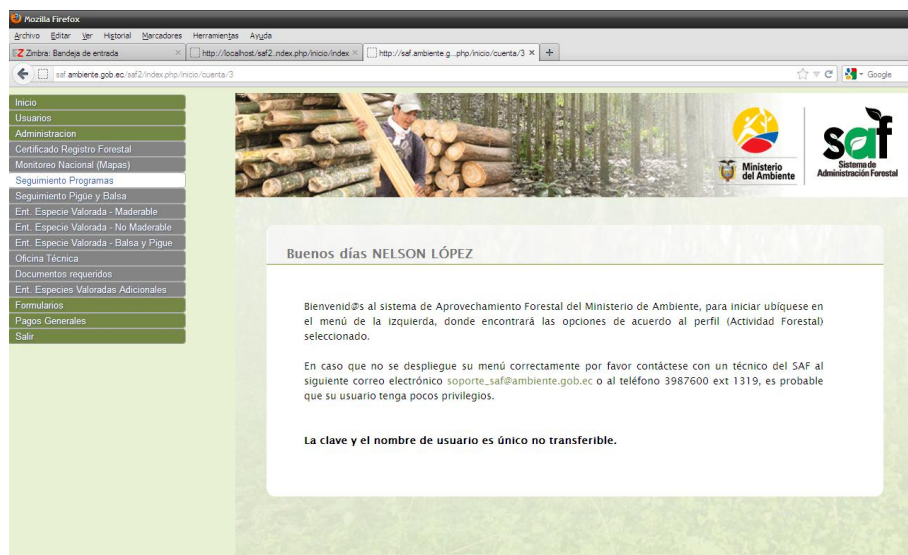 Mozilla Firefox
Archivo Editar Ver Historial Marcadores Herramientas Ayuda
Zimbra: Bandeja de entrada × http://localhost/saf2...ndex.php/inicio/index × http://saf.ambiente.g...php/inicio/cuenta/3 × +
saf.ambiente.gob.ec/saf2/index.php/inicio/cuenta/3 Google
Inicio
Usuarios
Administracion
Certificado Registro Forestal
Monitoreo Nacional (Mapas)
Seguimiento Programas
Seguimiento Pigüe y Balsa
Ent. Especie Valorada - Maderable
Ent. Especie Valorada - No Maderable
Ent. Especie Valorada - Balsa y Pigue
Oficina Técnica
Documentos requeridos
Ent. Especies Valoradas Adicionales
Formularios
Pagos Generales
Salir
Ministerio
del Ambiente
saf
Sistema de
Administración Forestal
Buenos días NELSON LÓPEZ
Bienvenid@s al sistema de Aprovechamiento Forestal del Ministerio de Ambiente, para iniciar ubíquese en
el menú de la izquierda, donde encontrará las opciones de acuerdo al perfil (Actividad Forestal)
seleccionado.
En caso que no se despliegue su menú correctamente por favor contáctese con un técnico del SAF al
siguiente correo electrónico soporte_saf@ambiente.gob.ec o al teléfono 3987600 ext 1319, es probable
que su usuario tenga pocos privilegios.
La clave y el nombre de usuario es único no transferible.